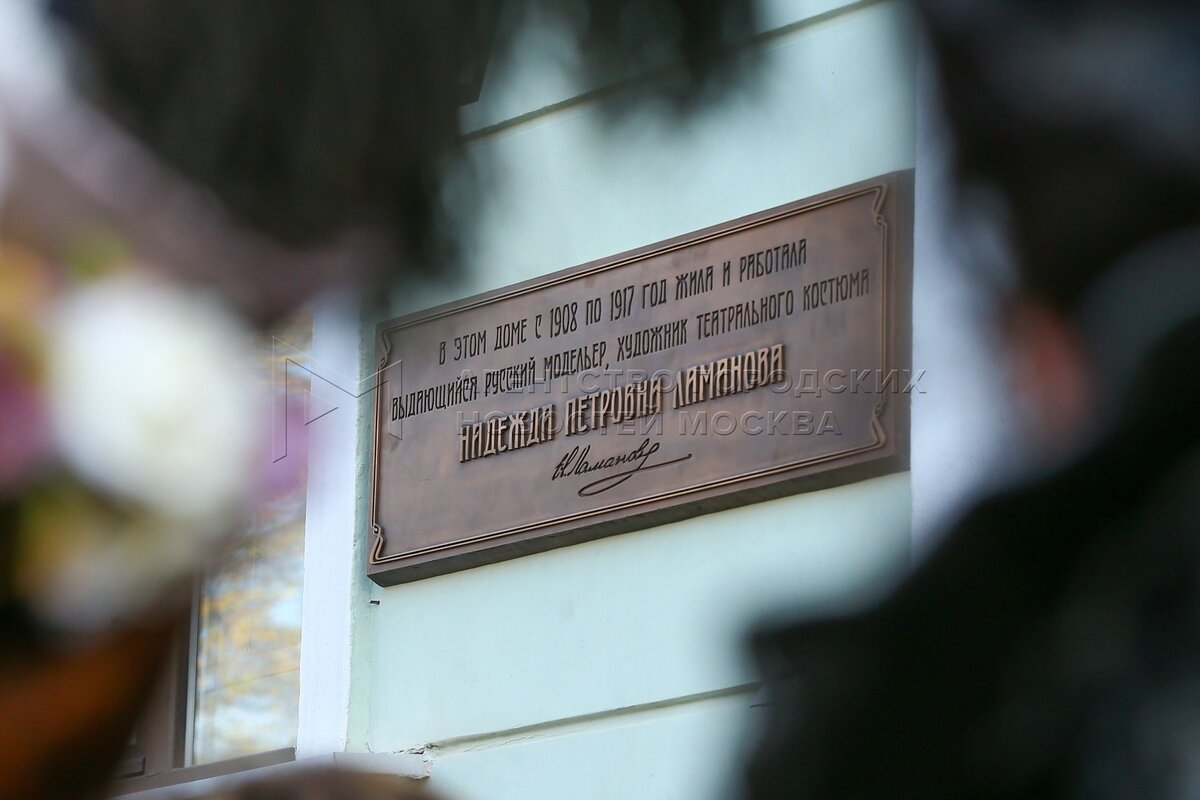 В ЭТОМ ДОМЕ С 1908 ПО 1917 ГОД ЖИЛА И РАБОТАЛА
ВЫДАЮЩИЙСЯ РУССКИЙ МОДЕЛЬЕР, ХУДОЖНИК ТЕАТРАЛЬНОГО КОСТЮМА
НАДЕЖДА ПЕТРОВНА ЛАМАНОВА
Н. Ламанова
АГЕНТСТВО ГОРОДСКИХ
НОВОСТЕЙ МОСКВА